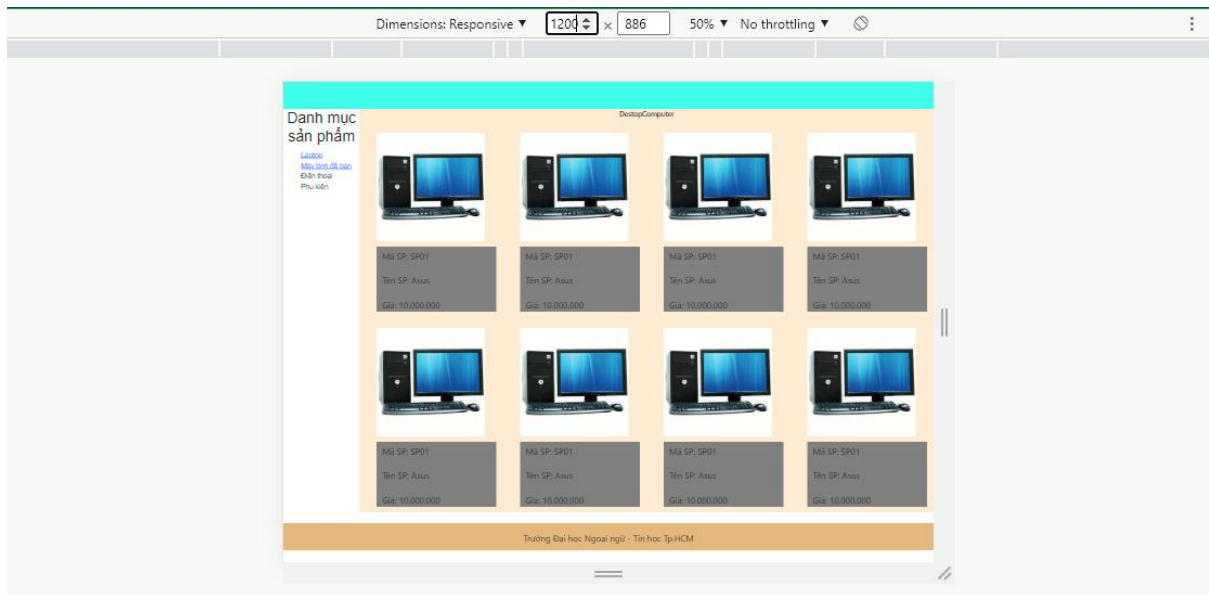 Dimensions: Responsive ▼ 1200 × 886 50% ▼ No throttling ▼
DestopComputer
Danh mục
sản phẩm
Laptop
Máy tính để bàn
Điện thoại
Phụ kiện
Mã SP: SP01 Mã SP: SP01 Mã SP: SP01 Mã SP: SP01
Tên SP: Asus Tên SP: Asus Tên SP: Asus Tên SP: Asus
Giá: 10.000.000 Giá: 10.000.000 Giá: 10.000.000 Giá: 10.000.000
Mã SP: SP01 Mã SP: SP01 Mã SP: SP01 Mã SP: SP01
Tên SP: Asus Tên SP: Asus Tên SP: Asus Tên SP: Asus
Giá: 10.000.000 Giá: 10.000.000 Giá: 10.000.000 Giá: 10.000.000
Trường Đại học Ngoại ngữ - Tin học Tp.HCM